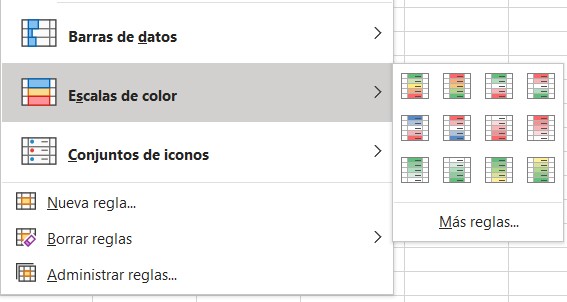 Barras de datos
Escalas de color
Conjuntos de iconos
Nueva regla...
Borrar reglas
Administrar reglas...
Más reglas...